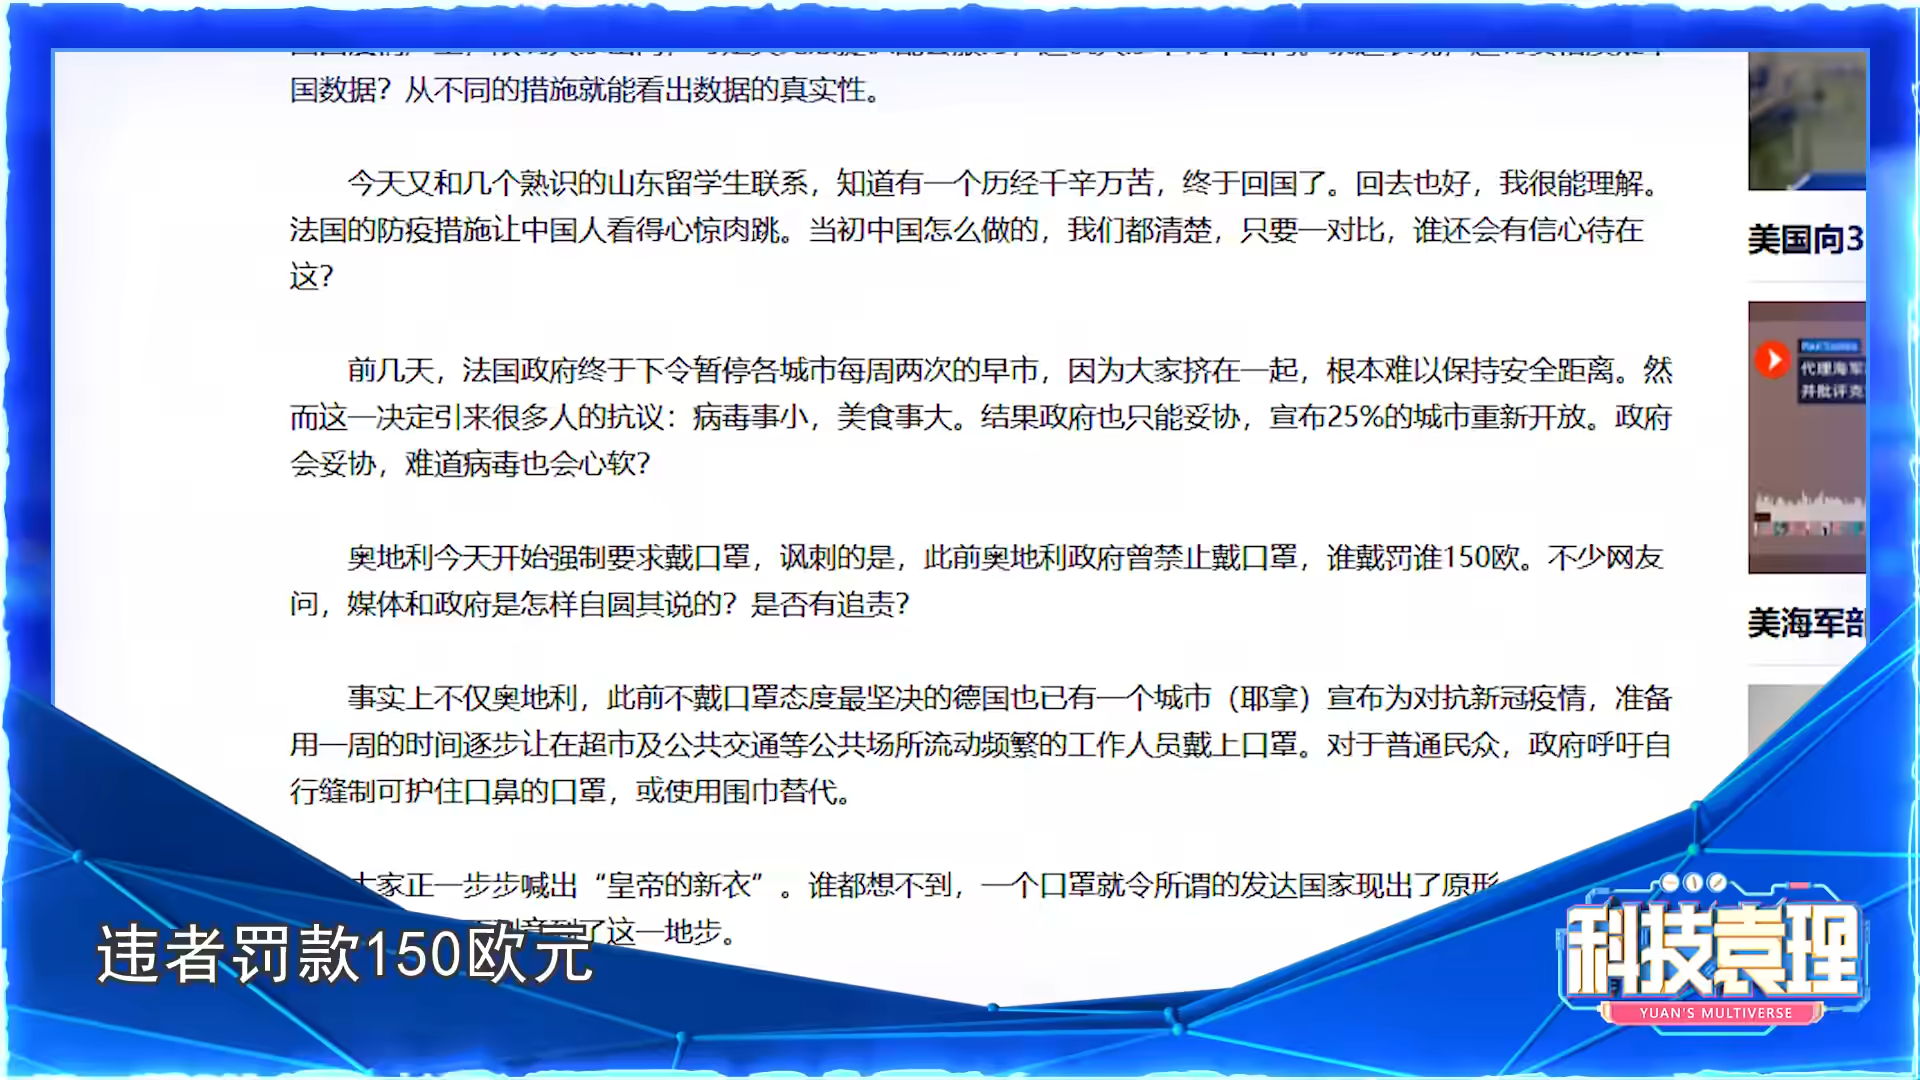 国数据？从不同的措施就能看出数据的真实性。
今天又和几个熟识的山东留学生联系，知道有一个历经千辛万苦，终于回国了。回去也好，我很能理解。
法国的防疫措施让中国人看得心惊肉跳。当初中国怎么做的，我们都清楚，只要一对比，谁还会有信心待在
这？
前几天，法国政府终于下令暂停各城市每周两次的早市，因为大家挤在一起，根本难以保持安全距离。然
而这一决定引来很多人的抗议：病毒事小，美食事大。结果政府也只能妥协，宣布25%的城市重新开放。政府
会妥协，难道病毒也会心软？
奥地利今天开始强制要求戴口罩，讽刺的是，此前奥地利政府曾禁止戴口罩，谁戴罚谁150欧。不少网友
问，媒体和政府是怎样自圆其说的？是否有追责？
事实上不仅奥地利，此前不戴口罩态度最坚决的德国也已有一个城市（耶拿）宣布为对抗新冠疫情，准备
用一周的时间逐步让在超市及公共交通等公共场所流动频繁的工作人员戴上口罩。对于普通民众，政府呼吁自
行缝制可护住口鼻的口罩，或使用围巾替代。
大家正一步步喊出“皇帝的新衣”。谁都想不到，一个口罩就令所谓的发达国家现出了原形
了这一地步。
美国向3
代理海军
并批评克
美海军部
违者罚款150欧元
科技袁理
YUAN'S MULTIVERSE